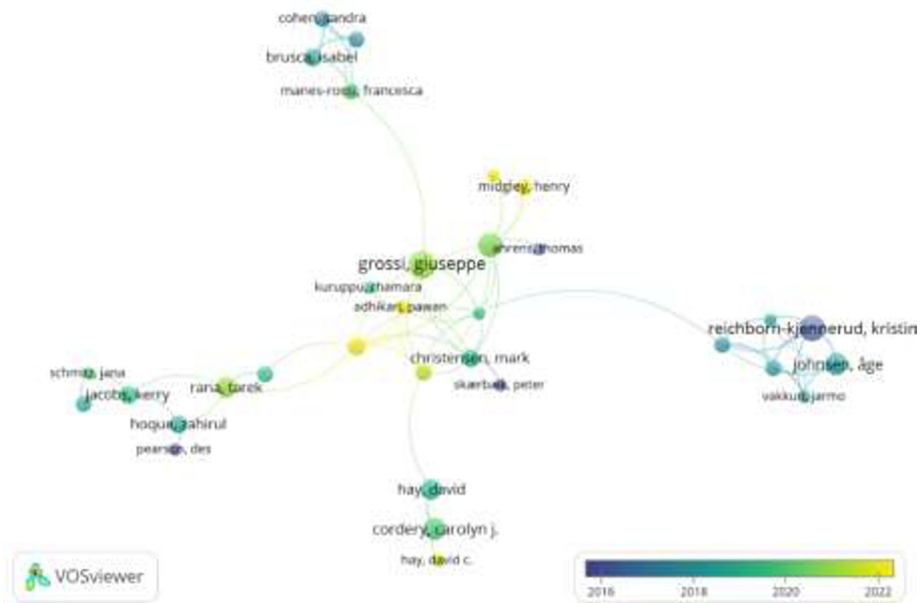 cohen, sandra
brusca, isabel
manes-rossi, francesca
midgley, henry
ahrens, thomas
grossi, giuseppe
kuruppu, chamara
adhikari, pawan
reichborn-kjennerud, kristin
christensen, mark
johnsen, åge
schmitz, jana
rana, tarek
skærbæk, peter
jacobs, kerry
vakkuri, jarmo
hoque, zahirul
pearson, des
hay, david
cordery, carolyn j.
hay, david c.
VOSviewer
2016 2018 2020 2022